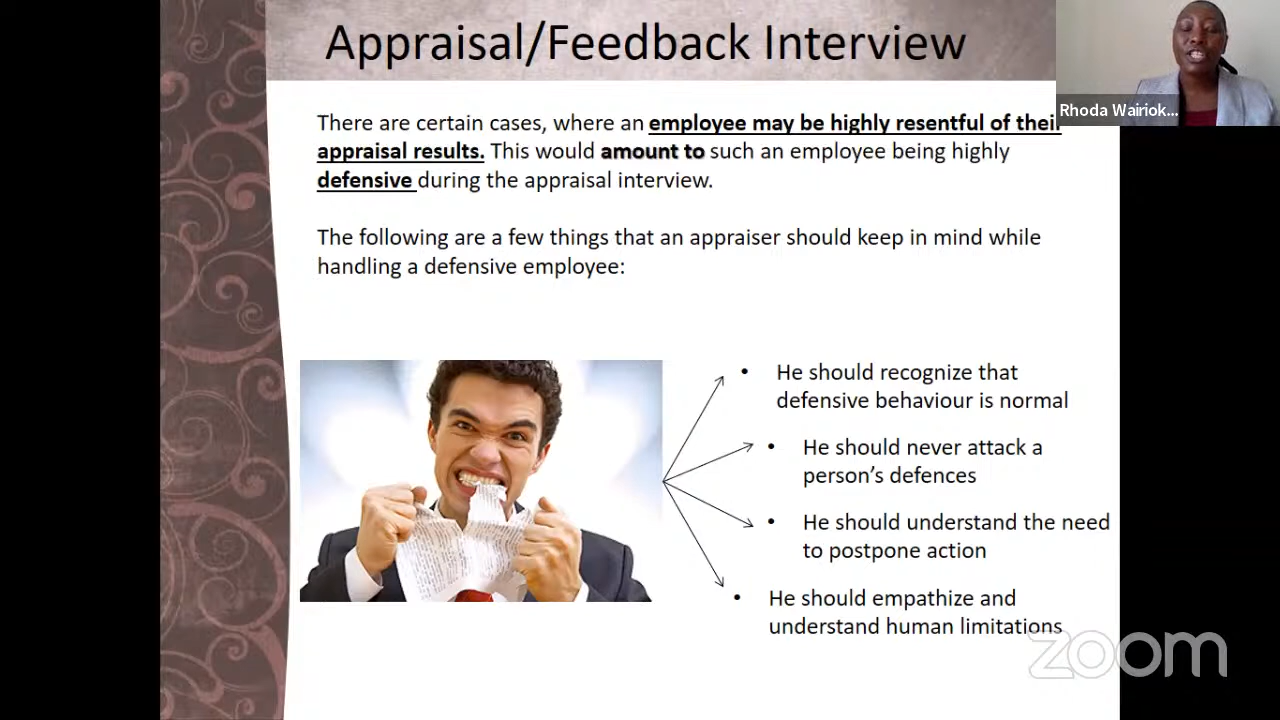 Appraisal/Feedback Interview
Rhoda Wairiok...
There are certain cases, where an employee may be highly resentful of their
appraisal results. This would amount to such an employee being highly
defensive during the appraisal interview.
The following are a few things that an appraiser should keep in mind while
handling a defensive employee:
• He should recognize that
defensive behaviour is normal
• He should never attack a
person’s defences
• He should understand the need
to postpone action
• He should empathize and
understand human limitations
zoom